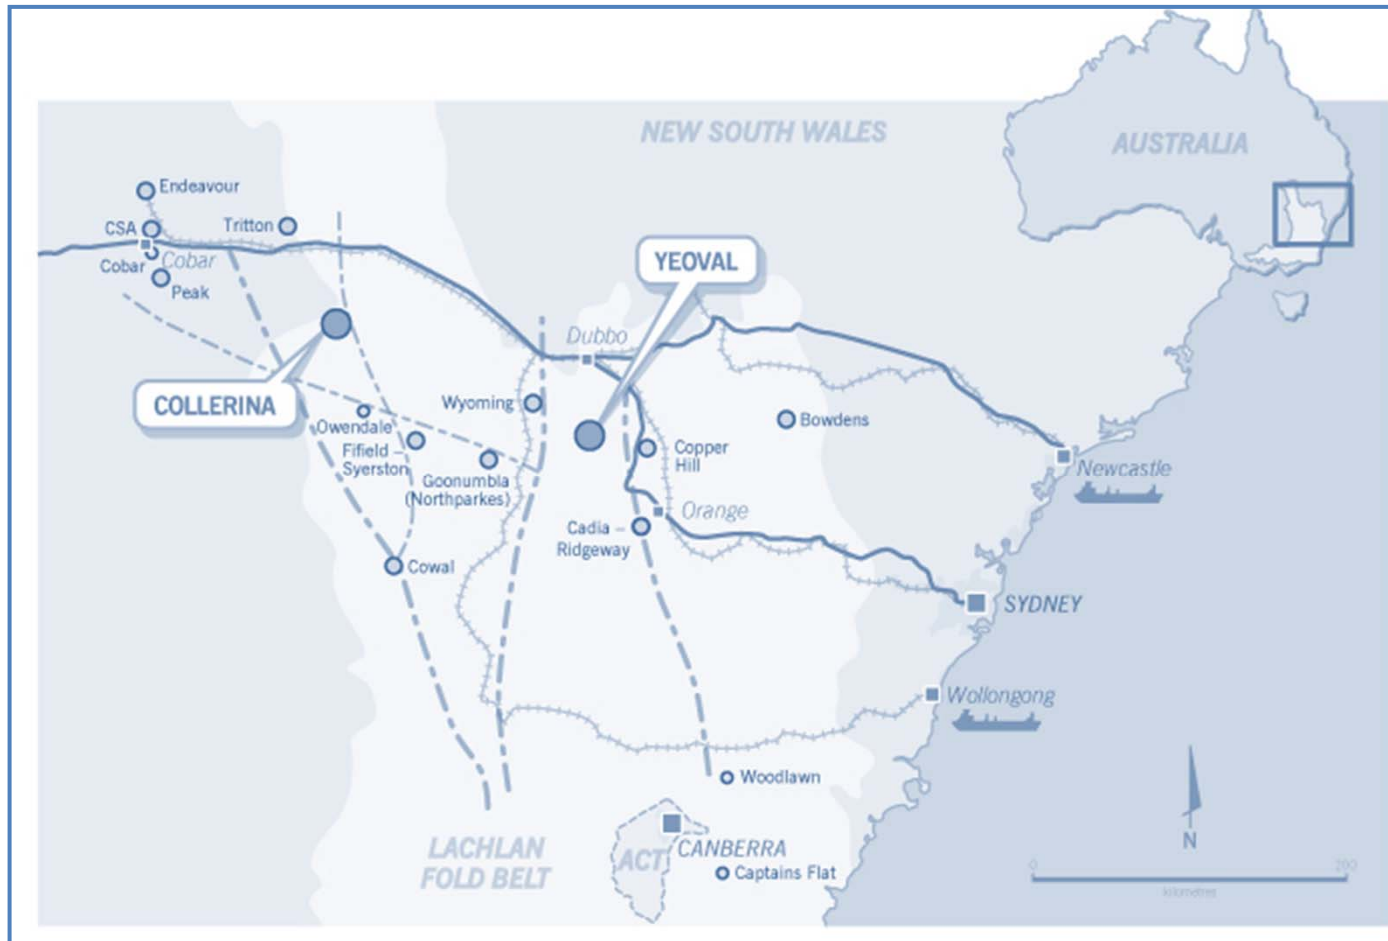 NEW SOUTH WALES
AUSTRALIA
Endeavour
CSA
Tritton
Cobar
Cobar
Peak
YEOVAL
Dubbo
COLLERINA
Wyoming
Owendale
Fifield –
Syerston
Goonumbla
(Northparkes)
Copper
Hill
Bowdens
Newcastle
Orange
Cadia –
Ridgeway
Cowal
SYDNEY
Wollongong
Woodlawn
LACHLAN
FOLD BELT
ACT
CANBERRA
Captains Flat
N
0
200
kilometres